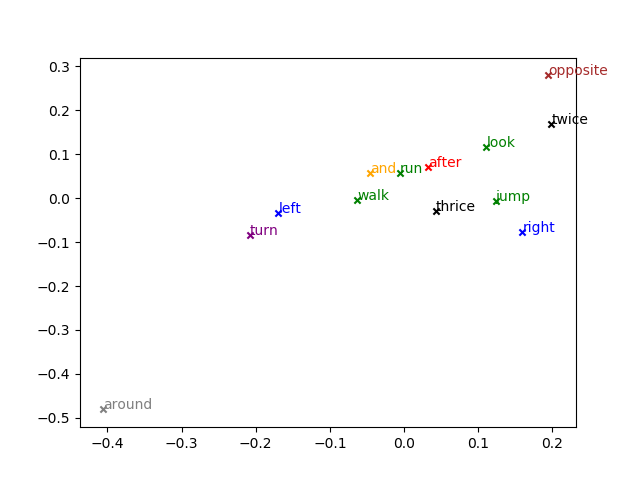 0.3
opposite
0.2
twice
0.1
look
and
run
after
0.0
walk
thrice
jump
left
right
−0.1
turn
−0.2
−0.3
−0.4
around
−0.5
−0.4 −0.3 −0.2 −0.1 0.0 0.1 0.2